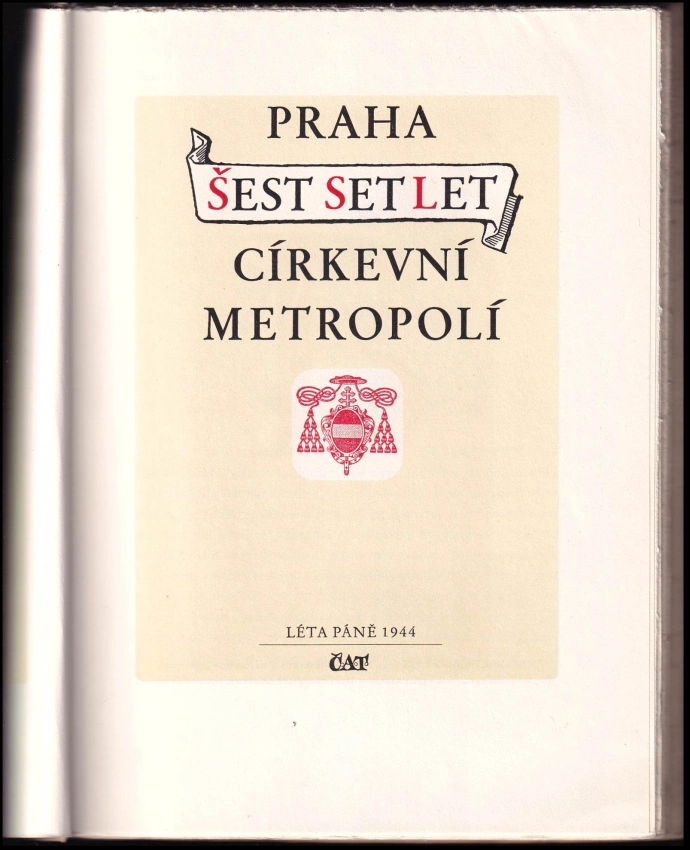 PRAHA
ŠEST SET LET
CÍRKEVNÍ
METROPOLÍ
LÉTA PÁNĚ 1944
ČAT